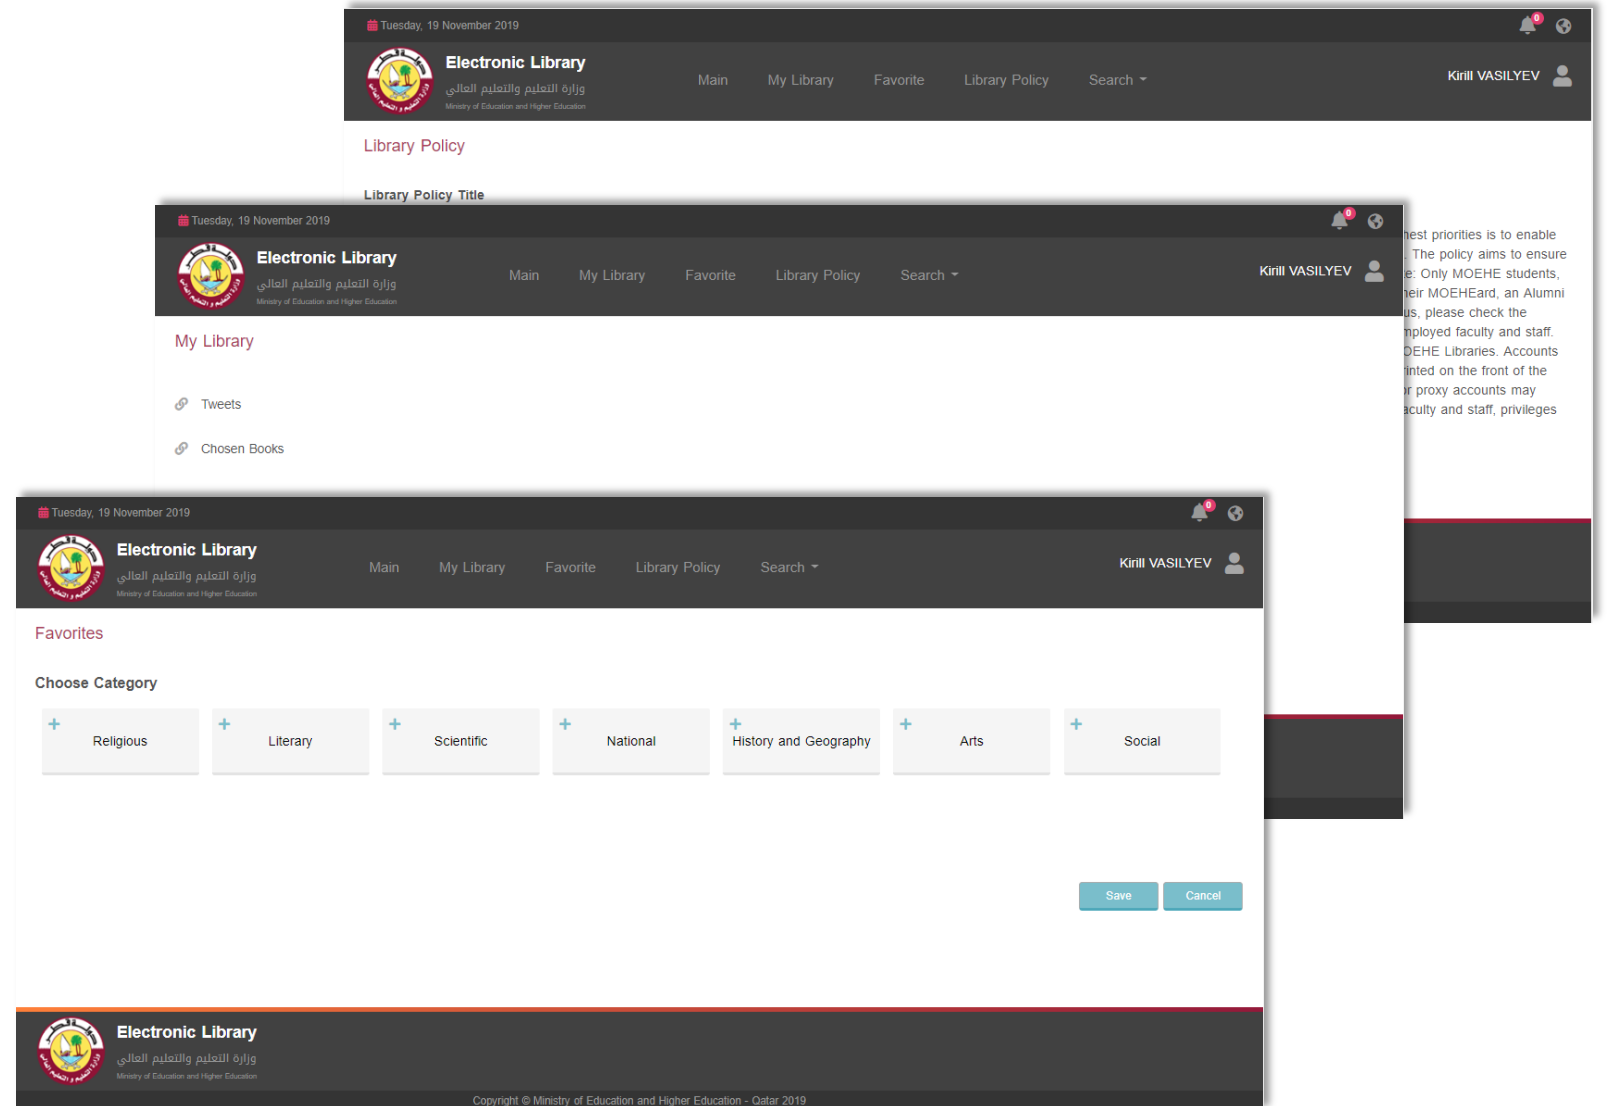 Tuesday, 19 November 2019
0
Electronic Library
وزارة التعليم والتعليم العالي
Ministry of Education and Higher Education
Main
My Library
Favorite
Library Policy
Search
Kirill VASILYEV
Library Policy
Library Policy Title
hest priorities is to enable
The policy aims to ensure
e: Only MOEHE students,
heir MOEHEard, an Alumni
us, please check the
mployed faculty and staff.
OEHE Libraries. Accounts
rinted on the front of the
or proxy accounts may
aculty and staff, privileges
Tuesday, 19 November 2019
0
Electronic Library
وزارة التعليم والتعليم العالي
Ministry of Education and Higher Education
Main
My Library
Favorite
Library Policy
Search
Kirill VASILYEV
My Library
Tweets
Chosen Books
Tuesday, 19 November 2019
0
Electronic Library
وزارة التعليم والتعليم العالي
Ministry of Education and Higher Education
Main
My Library
Favorite
Library Policy
Search
Kirill VASILYEV
Favorites
Choose Category
Religious
Literary
Scientific
National
History and Geography
Arts
Social
Save
Cancel
Electronic Library
وزارة التعليم والتعليم العالي
Ministry of Education and Higher Education
Copyright © Ministry of Education and Higher Education - Qatar 2019